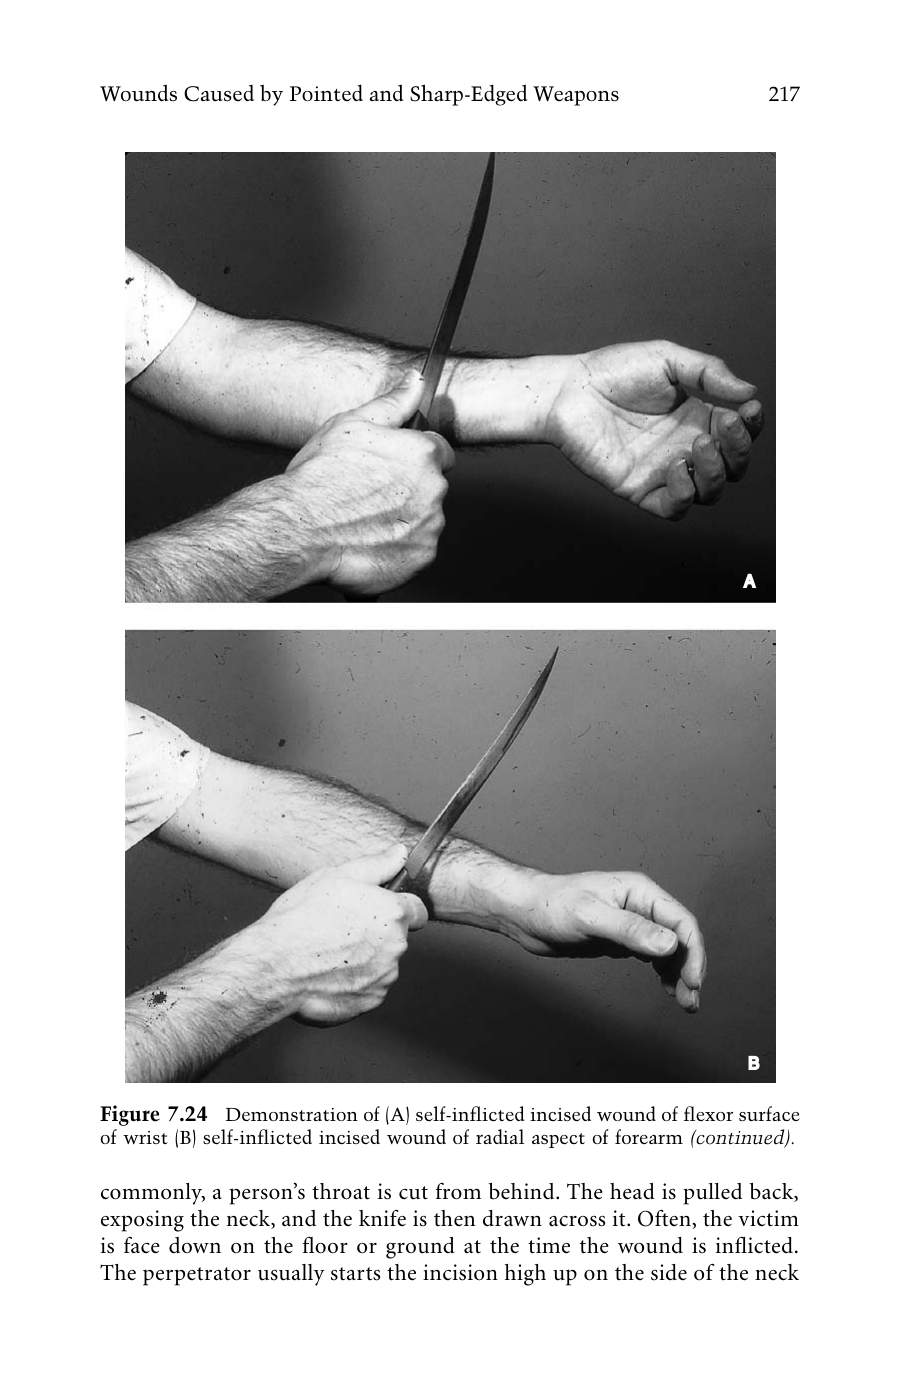 Wounds Caused by Pointed and Sharp-Edged Weapons 217
A
B
Figure 7.24 Demonstration of (A) self-inflicted incised wound of flexor surface
of wrist (B) self-inflicted incised wound of radial aspect of forearm (continued).
commonly, a person’s throat is cut from behind. The head is pulled back,
exposing the neck, and the knife is then drawn across it. Often, the victim
is face down on the floor or ground at the time the wound is inflicted.
The perpetrator usually starts the incision high up on the side of the neck